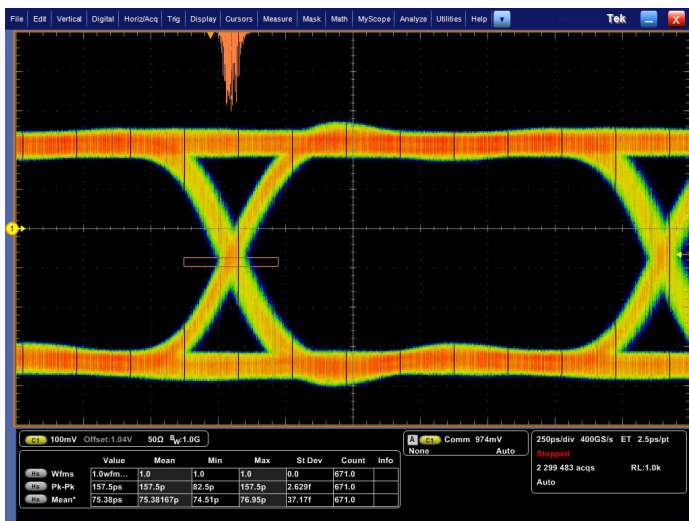 File Edit Vertical Digital Horiz/Acq Trig Display Cursors Measure Mask Math MyScope Analyze Utilities Help Tek X
1
C1 100mV Offset:1.04V 50Ω BW:1.0G
A C1 Comm 974mV
None Auto
250ps/div 400GS/s ET 2.5ps/pt
Stopped
2 299 483 acqs RL:1.0k
Auto
Value Mean Min Max St Dev Count Info
Hs Wfms 1.0wfm... 1.0 1.0 1.0 0.0 671.0
Hs Pk-Pk 157.5ps 157.5p 82.5p 157.5p 2.629f 671.0
Hs Mean* 75.38ps 75.38167p 74.51p 76.95p 37.17f 671.0